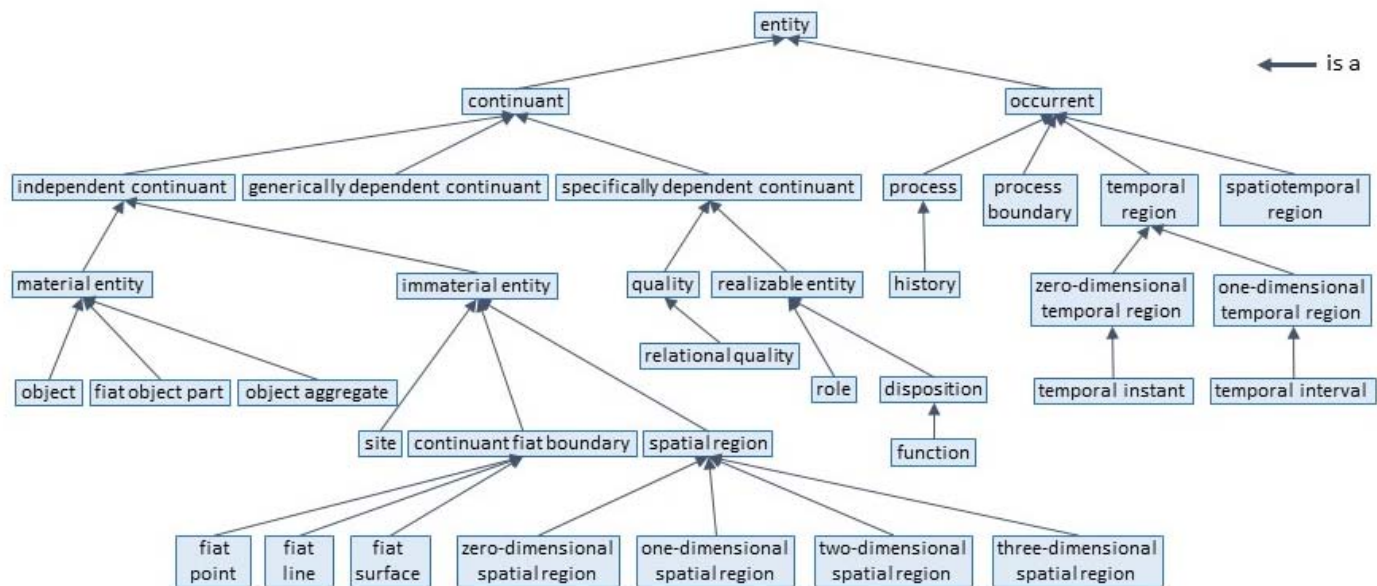 entity
is a
continuant
occurrent
independent continuant
generically dependent continuant
specifically dependent continuant
process
process
boundary
temporal
region
spatiotemporal
region
material entity
immaterial entity
quality
realizable entity
history
zero-dimensional
temporal region
one-dimensional
temporal region
relational quality
object
fiat object part
object aggregate
role
disposition
temporal instant
temporal interval
site
continuant fiat boundary
spatial region
function
fiat
point
fiat
line
fiat
surface
zero-dimensional
spatial region
one-dimensional
spatial region
two-dimensional
spatial region
three-dimensional
spatial region